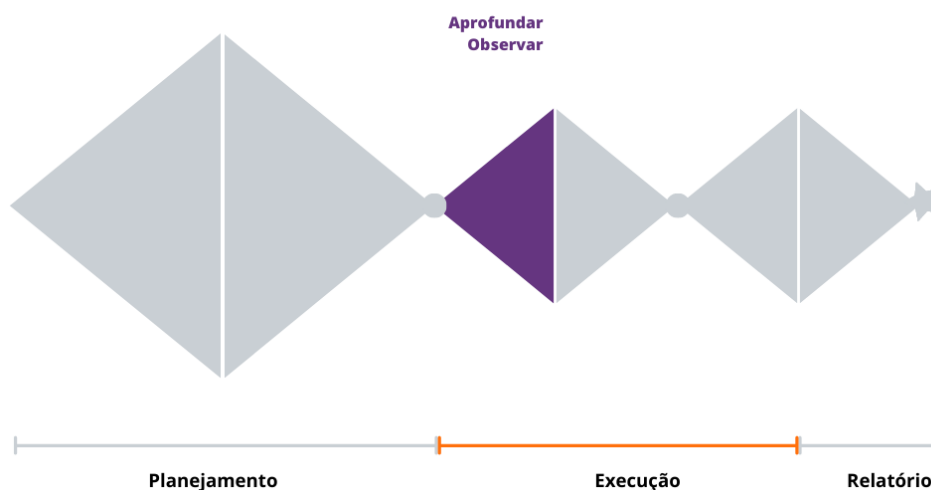 Aprofundar
Observar
Planejamento
Execução
Relatório